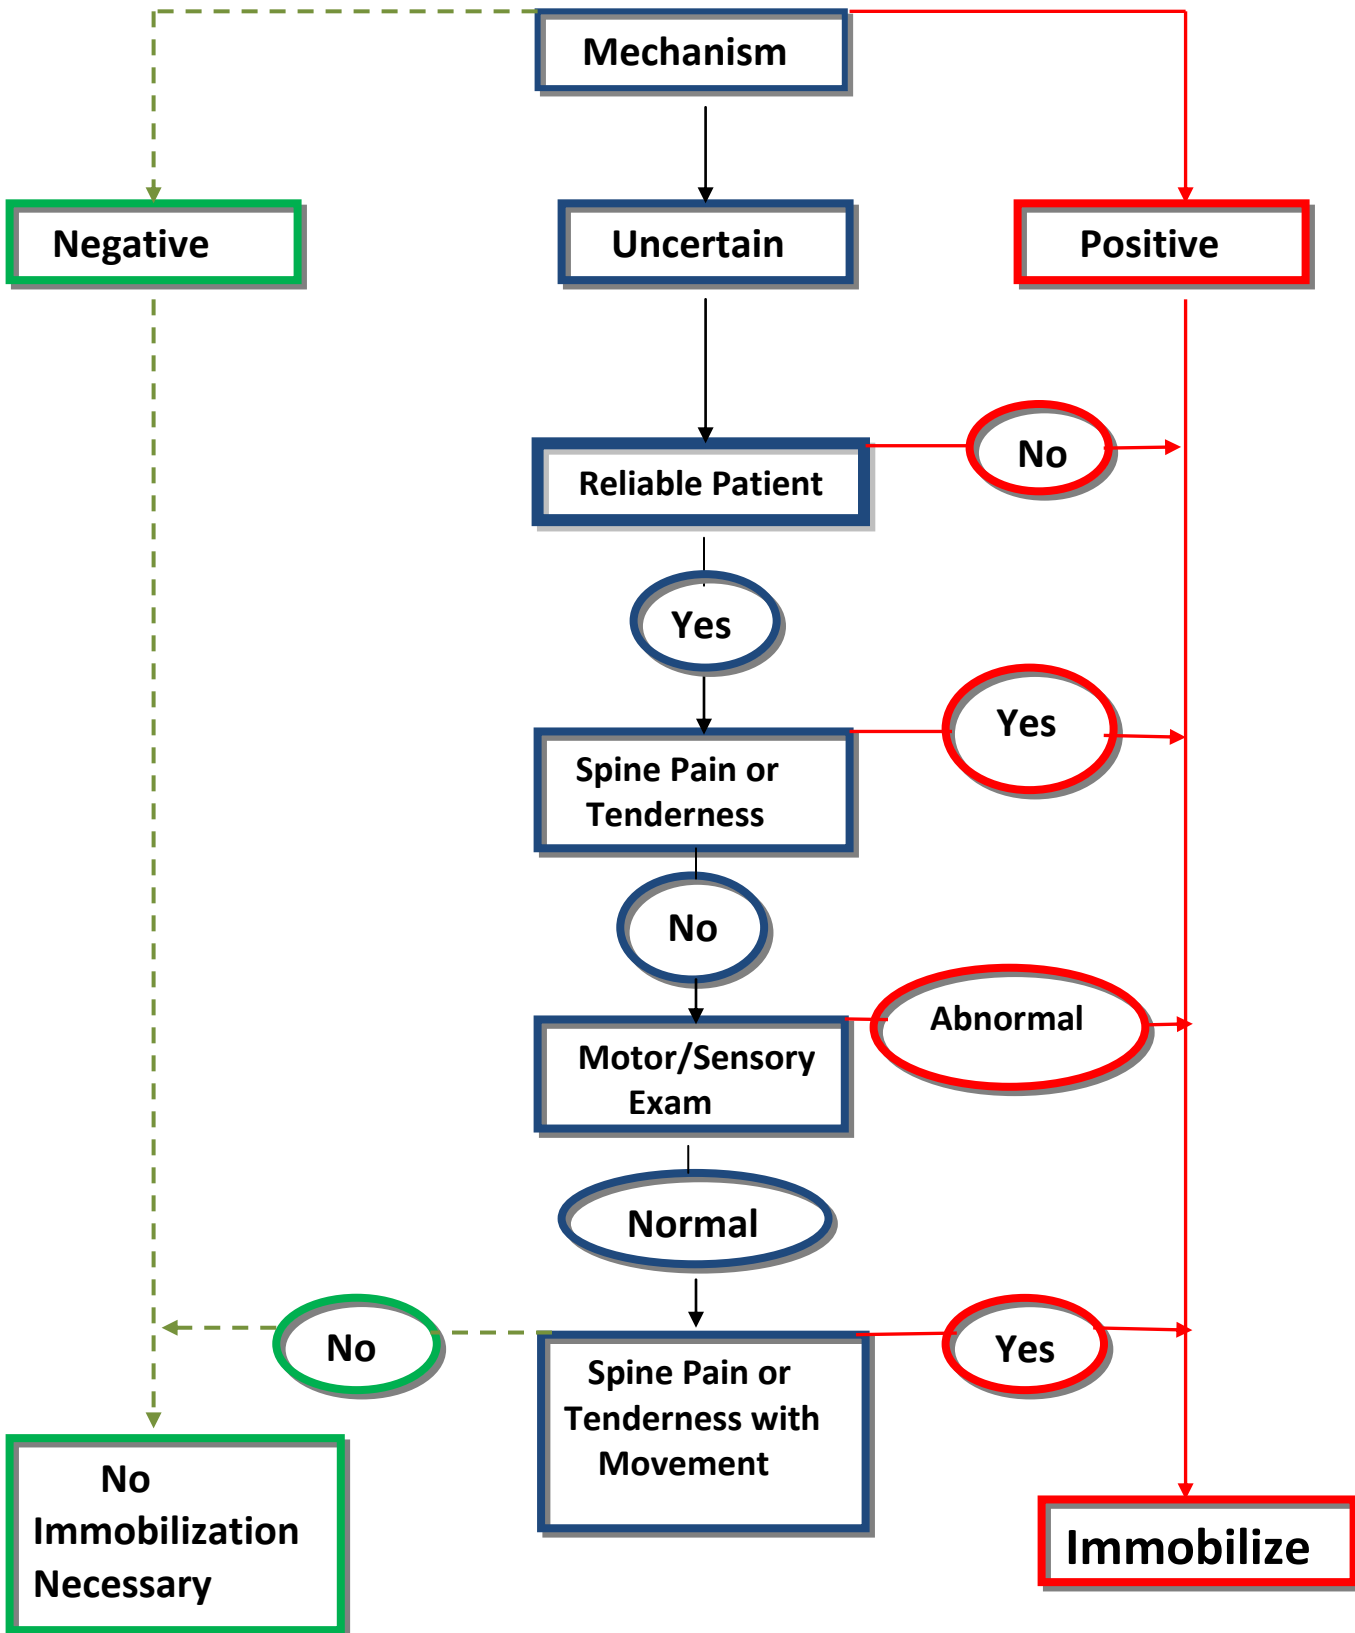 Mechanism
Negative
Uncertain
Positive
Reliable Patient
No
Yes
Spine Pain or
Tenderness
Yes
No
Motor/Sensory
Exam
Abnormal
Normal
Spine Pain or
Tenderness with
Movement
No
Yes
No
Immobilization
Necessary
Immobilize